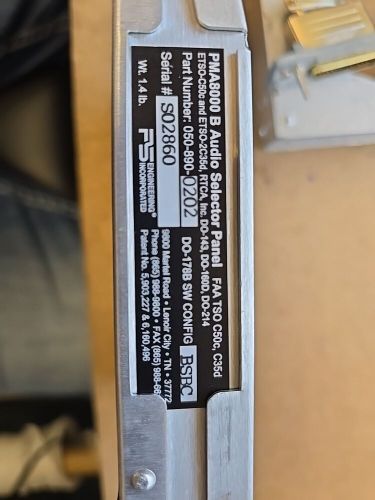 PMA8000 B Audio Selector Panel FAA TSO C50c, C35d
ETSO-C50c and ETSO-2C35d, RTCA, Inc. DO-143, DO-160D, DO-214
Part Number: 050-890-0202 DO-178B SW CONFIG BSBC
Serial # S02860
Wt. 1.4 lb.
PS ENGINEERING INCORPORATED
9800 Martel Road • Lenoir City • TN • 37772
Phone (865) 988-9800 • FAX (865) 988-66
Patent No. 5,903,227 & 6,160,496